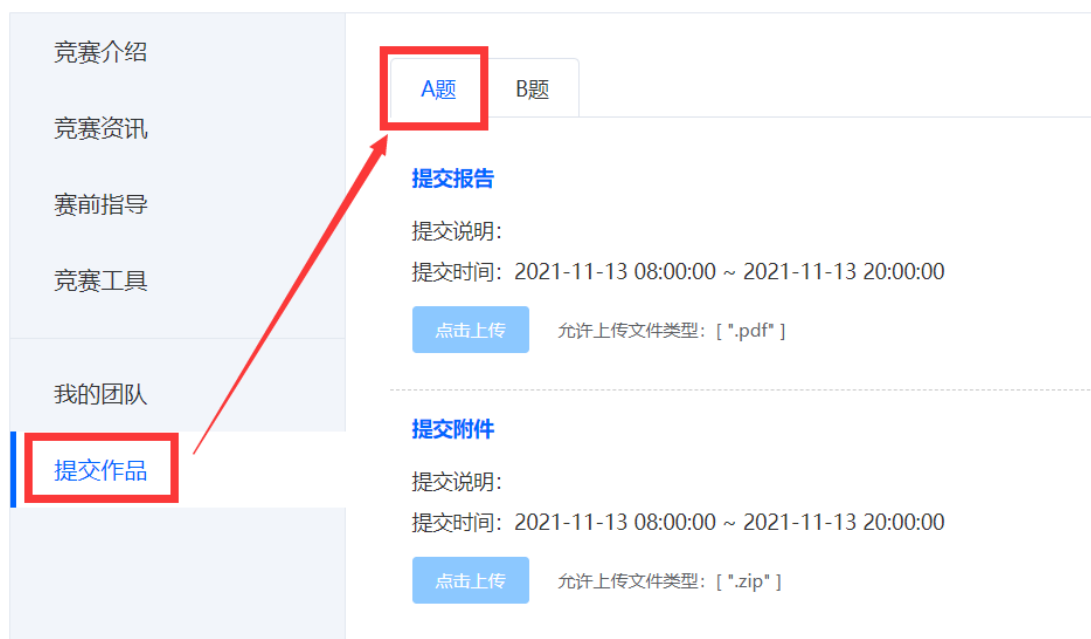 竞赛介绍
竞赛资讯
赛前指导
竞赛工具
我的团队
提交作品
A题
B题
提交报告
提交说明：
提交时间：2021-11-13 08:00:00 ~ 2021-11-13 20:00:00
点击上传 允许上传文件类型：[ ".pdf" ]
提交附件
提交说明：
提交时间：2021-11-13 08:00:00 ~ 2021-11-13 20:00:00
点击上传 允许上传文件类型：[ ".zip" ]